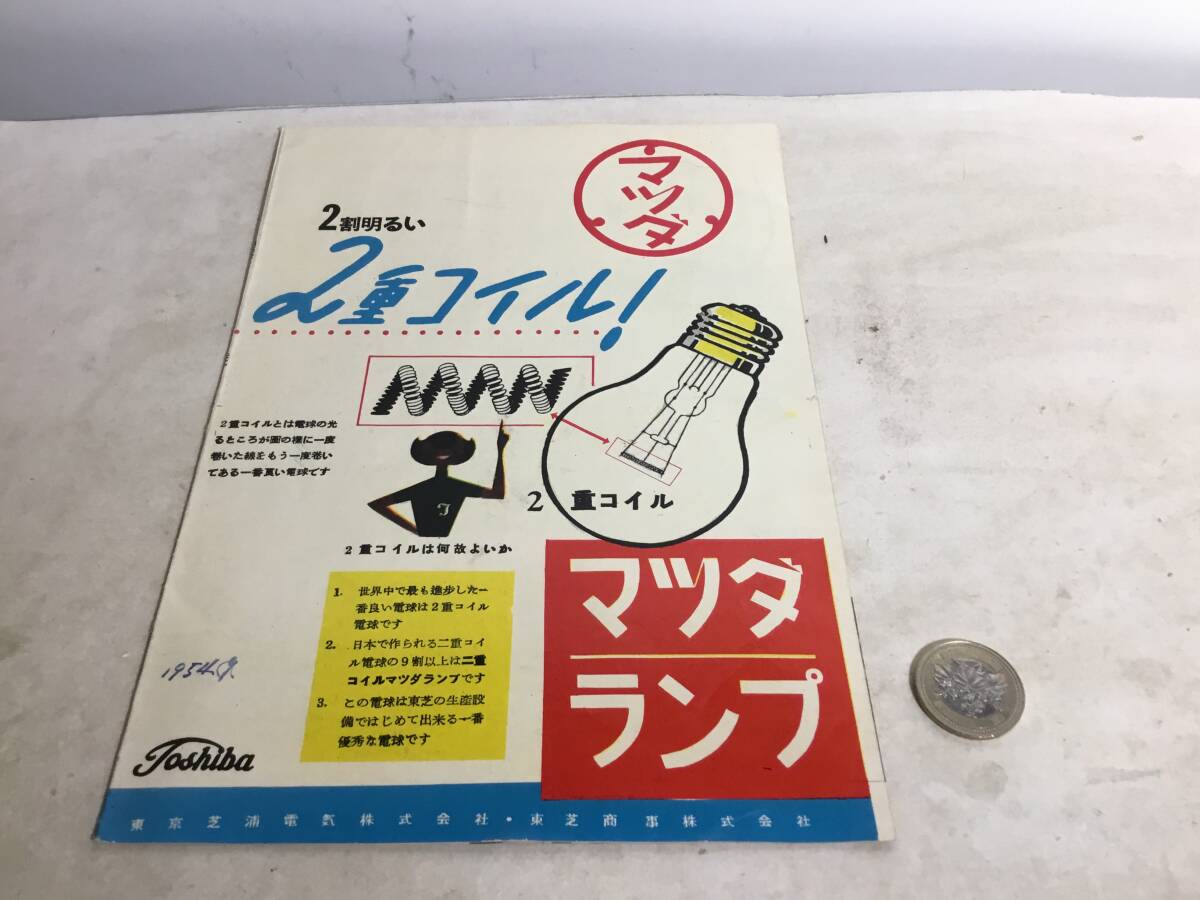 マツダ
2割明るい
2重コイル!
2重コイルとは電球の光
るところが圖の様に一度
巻いた線をもう一度巻い
てある一番良い電球です
T
2重コイルは何故よいか
2重コイル
1. 世界中で最も進歩した一
番良い電球は2重コイル
電球です
2. 日本で作られる二重コイ
ル電球の9割以上は二重
コイルマツダランプです
3. この電球は東芝の生産設
備ではじめて出来る一番
優秀な電球です
マツダ
ランプ
Toshiba
東京芝浦電気株式会社・東芝商事株式会社